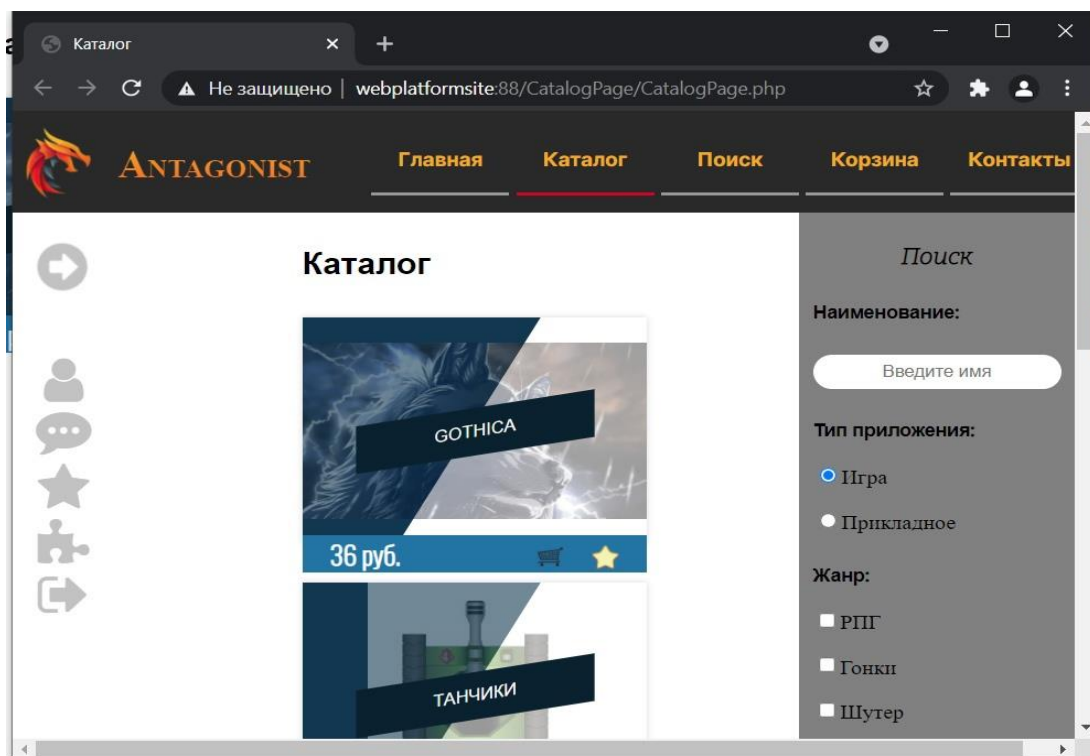 Каталог
Не защищено | webplatformsite:88/CatalogPage/CatalogPage.php
ANTAGONIST
Главная
Каталог
Поиск
Корзина
Контакты
Каталог
GOTHICA
36 руб.
ТАНЧИКИ
Поиск
Наименование:
Введите имя
Тип приложения:
Игра
Прикладное
Жанр:
РПГ
Гонки
Шутер